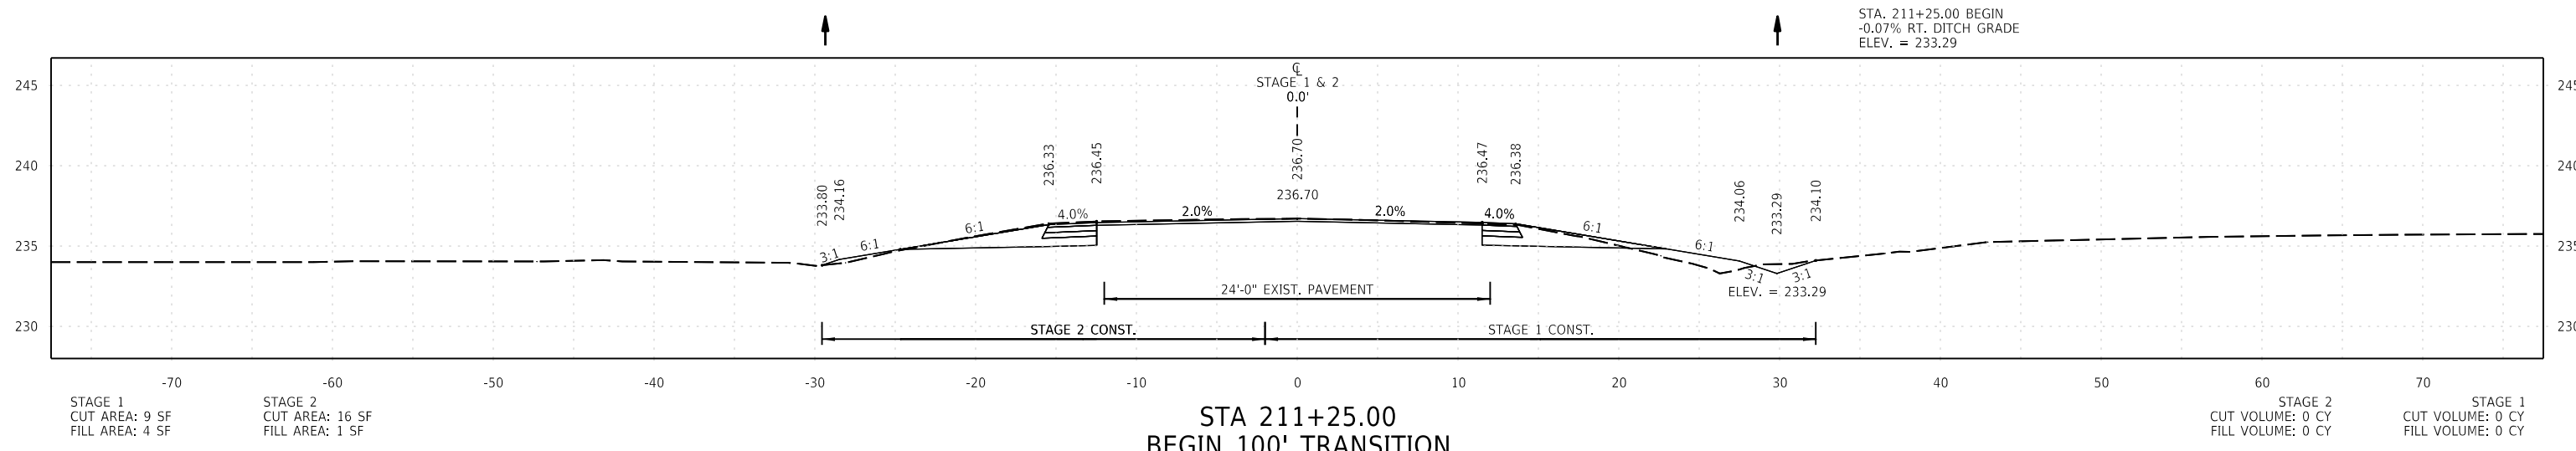 STA. 211+25.00 BEGIN
-0.07% RT. DITCH GRADE
ELEV. = 233.29
℄
STAGE 1 & 2
0.0'
245
245
240
240
235
235
230
230
233.80
234.16
236.33
236.45
236.70
236.47
236.38
234.06
233.29
234.10
236.70
3:1
6:1
6:1
4.0%
2.0%
2.0%
4.0%
6:1
6:1
3:1
3:1
ELEV. = 233.29
24'-0" EXIST. PAVEMENT
STAGE 2 CONST.
STAGE 1 CONST.
-70 -60 -50 -40 -30 -20 -10 0 10 20 30 40 50 60 70
STAGE 1
CUT AREA: 9 SF
FILL AREA: 4 SF
STAGE 2
CUT AREA: 16 SF
FILL AREA: 1 SF
STA 211+25.00
BEGIN 100' TRANSITION
STAGE 2
CUT VOLUME: 0 CY
FILL VOLUME: 0 CY
STAGE 1
CUT VOLUME: 0 CY
FILL VOLUME: 0 CY